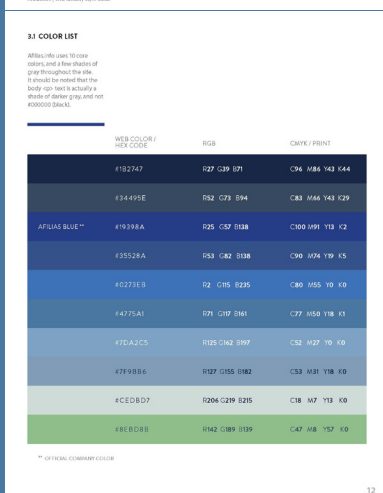 3.1 COLOR LIST
Afilias.info uses 10 core
colors, and a few shades of
gray throughout the site.
It should be noted that the
body <p> text is actually a
shade of darker gray, and not
#000000 (black).
WEB COLOR /
HEX CODE RGB CMYK / PRINT
#1B2747 R27 G39 B71 C96 M86 Y43 K44
#34495E R52 G73 B94 C83 M66 Y43 K29
AFILIAS BLUE** #19398A R25 G57 B138 C100 M91 Y13 K2
#35528A R53 G82 B138 C90 M74 Y19 K5
#0273EB R2 G115 B235 C80 M55 Y0 K0
#4775A1 R71 G117 B161 C77 M50 Y18 K1
#7DA2C5 R125 G162 B197 C52 M27 Y0 K0
#7F9BB6 R127 G155 B182 C53 M31 Y18 K0
#CEDBD7 R206 G219 B215 C18 M7 Y13 K0
#8EBD8B R142 G189 B139 C47 M8 Y57 K0
** OFFICIAL COMPANY COLOR
12